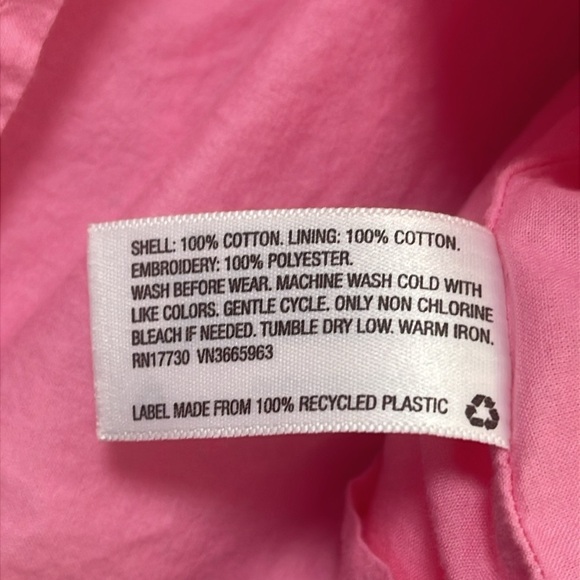 SHELL: 100% COTTON. LINING: 100% COTTON.
EMBROIDERY: 100% POLYESTER.
WASH BEFORE WEAR. MACHINE WASH COLD WITH
LIKE COLORS. GENTLE CYCLE. ONLY NON CHLORINE
BLEACH IF NEEDED. TUMBLE DRY LOW. WARM IRON.
RN17730 VN3665963
LABEL MADE FROM 100% RECYCLED PLASTIC